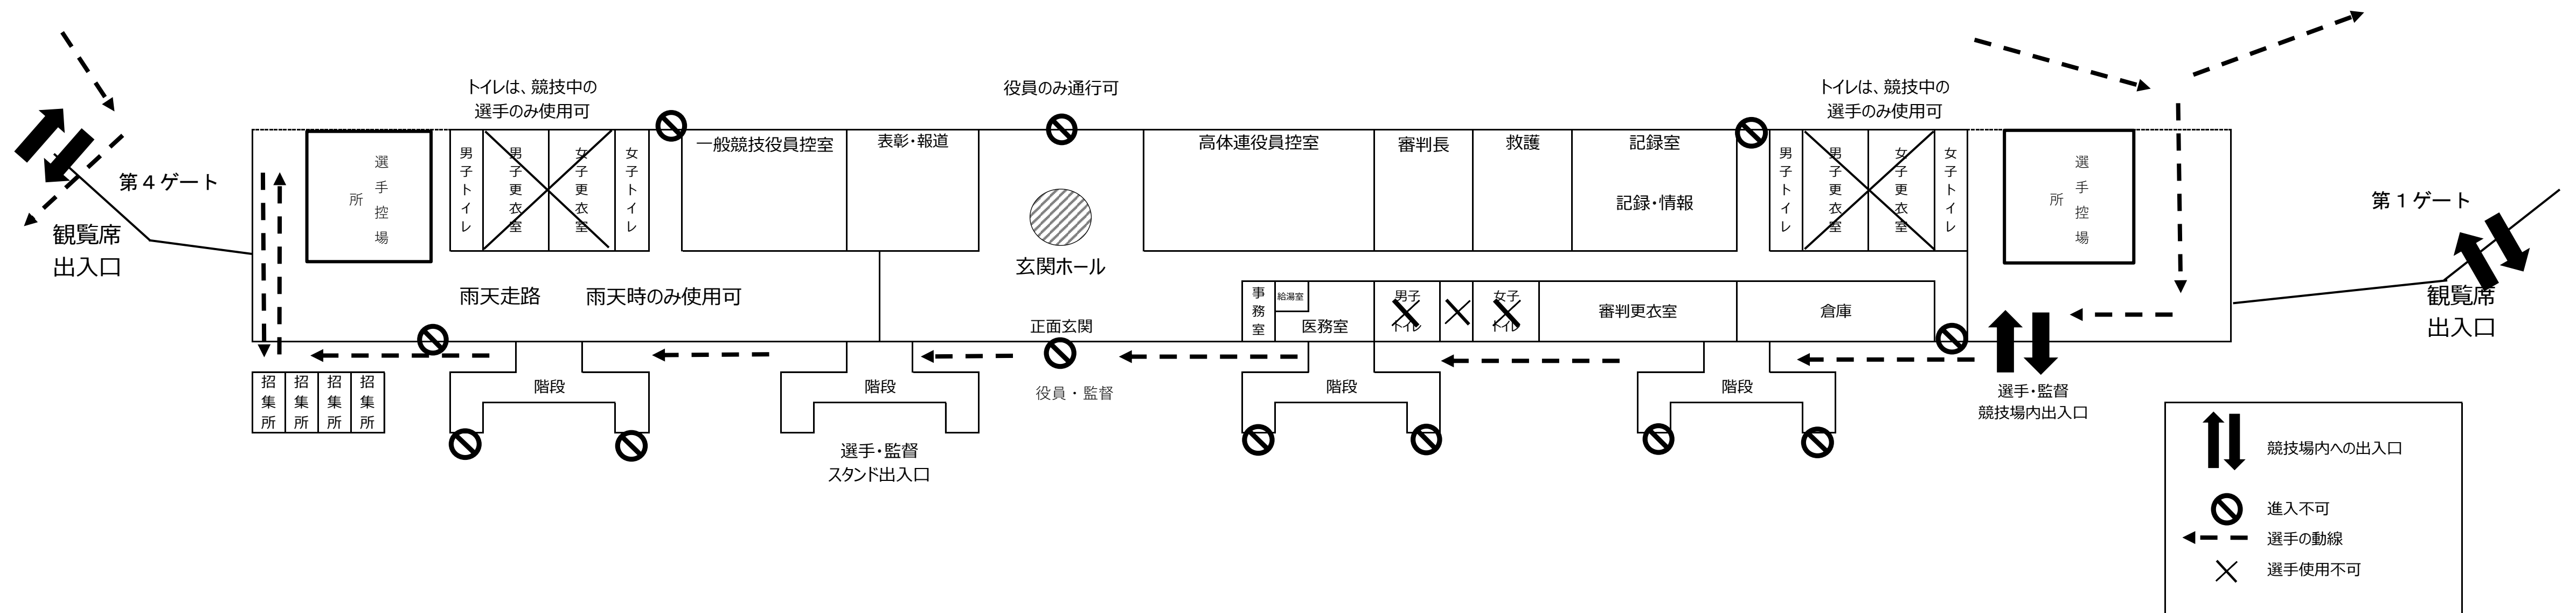 トイレは、競技中の
選手のみ使用可
役員のみ通行可
トイレは、競技中の
選手のみ使用可
第４ゲート
観覧席
出入口
選手控場所
男子トイレ
男子更衣室
女子更衣室
女子トイレ
一般競技役員控室
表彰・報道
玄関ホール
高体連役員控室
審判長
救護
記録室
記録・情報
男子トイレ
男子更衣室
女子更衣室
女子トイレ
選手控場所
第１ゲート
観覧席
出入口
雨天走路
雨天時のみ使用可
正面玄関
事務室
給湯室
医務室
男子
トイレ
女子
トイレ
審判更衣室
倉庫
招集所
招集所
招集所
招集所
階段
階段
役員・監督
階段
階段
選手・監督
競技場内出入口
選手・監督
スタンド出入口
競技場内への出入口
進入不可
選手の動線
選手使用不可